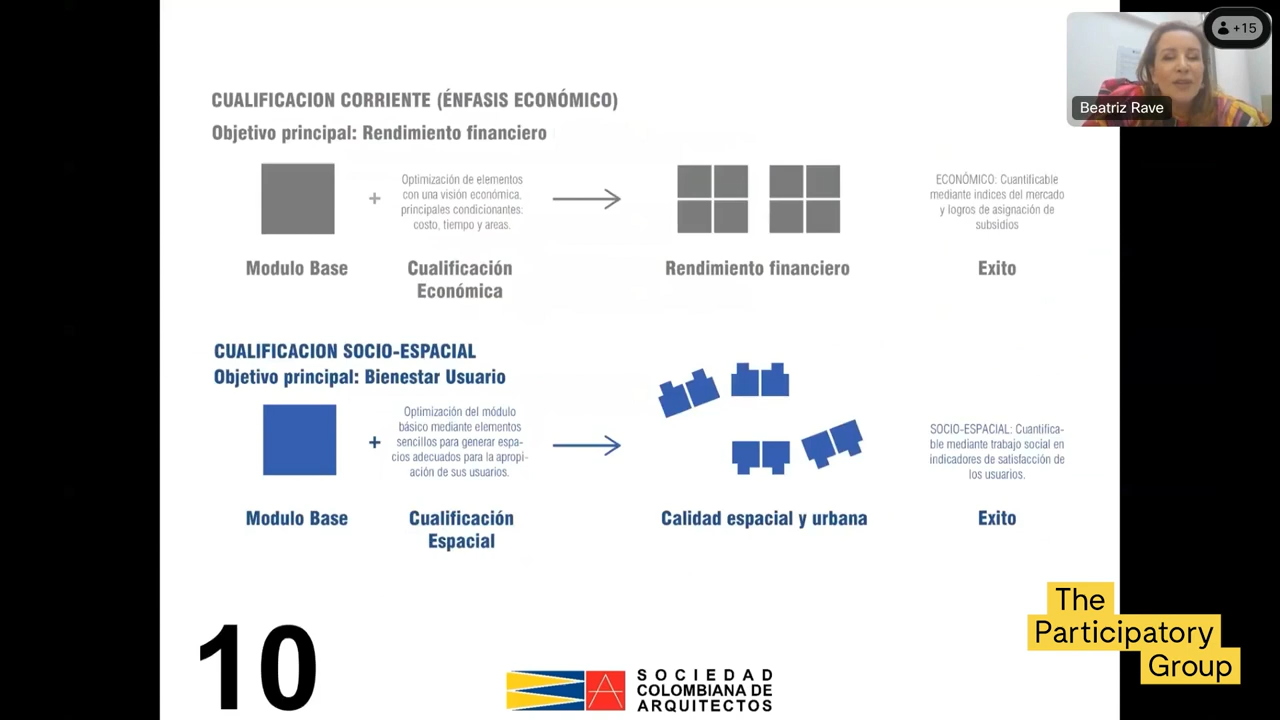 +15
Beatriz Rave
CUALIFICACION CORRIENTE (ÉNFASIS ECONÓMICO)
Objetivo principal: Rendimiento financiero
+
Optimización de elementos
con una visión económica,
principales condicionantes:
costo, tiempo y areas.
ECONÓMICO: Cuantificable
mediante indices del mercado
y logros de asignación de
subsidios
Modulo Base
Cualificación
Económica
Rendimiento financiero
Exito
CUALIFICACION SOCIO-ESPACIAL
Objetivo principal: Bienestar Usuario
+
Optimización del módulo
básico mediante elementos
sencillos para generar espa-
cios adecuados para la apropi-
ación de sus usuarios.
SOCIO-ESPACIAL: Cuantifica-
ble mediante trabajo social en
indicadores de satisfacción de
los usuarios.
Modulo Base
Cualificación
Espacial
Calidad espacial y urbana
Exito
10
SOCIEDAD
COLOMBIANA DE
ARQUITECTOS
The
Participatory
Group